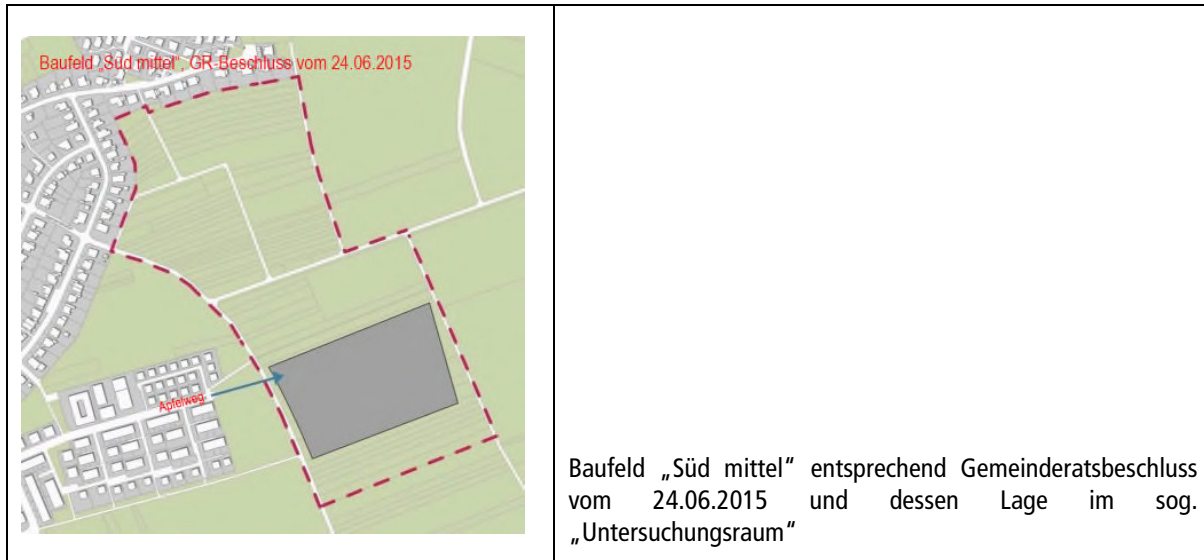 Baufeld „Süd mittel“, GR-Beschluss vom 24.06.2015
Apfelweg
Baufeld „Süd mittel“ entsprechend Gemeinderatsbeschluss
vom 24.06.2015 und dessen Lage im sog.
„Untersuchungsraum“